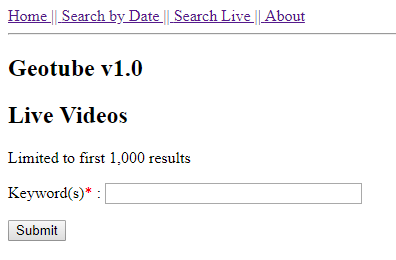 Home || Search by Date || Search Live || About
Geotube v1.0
Live Videos
Limited to first 1,000 results
Keyword(s)* :
Submit